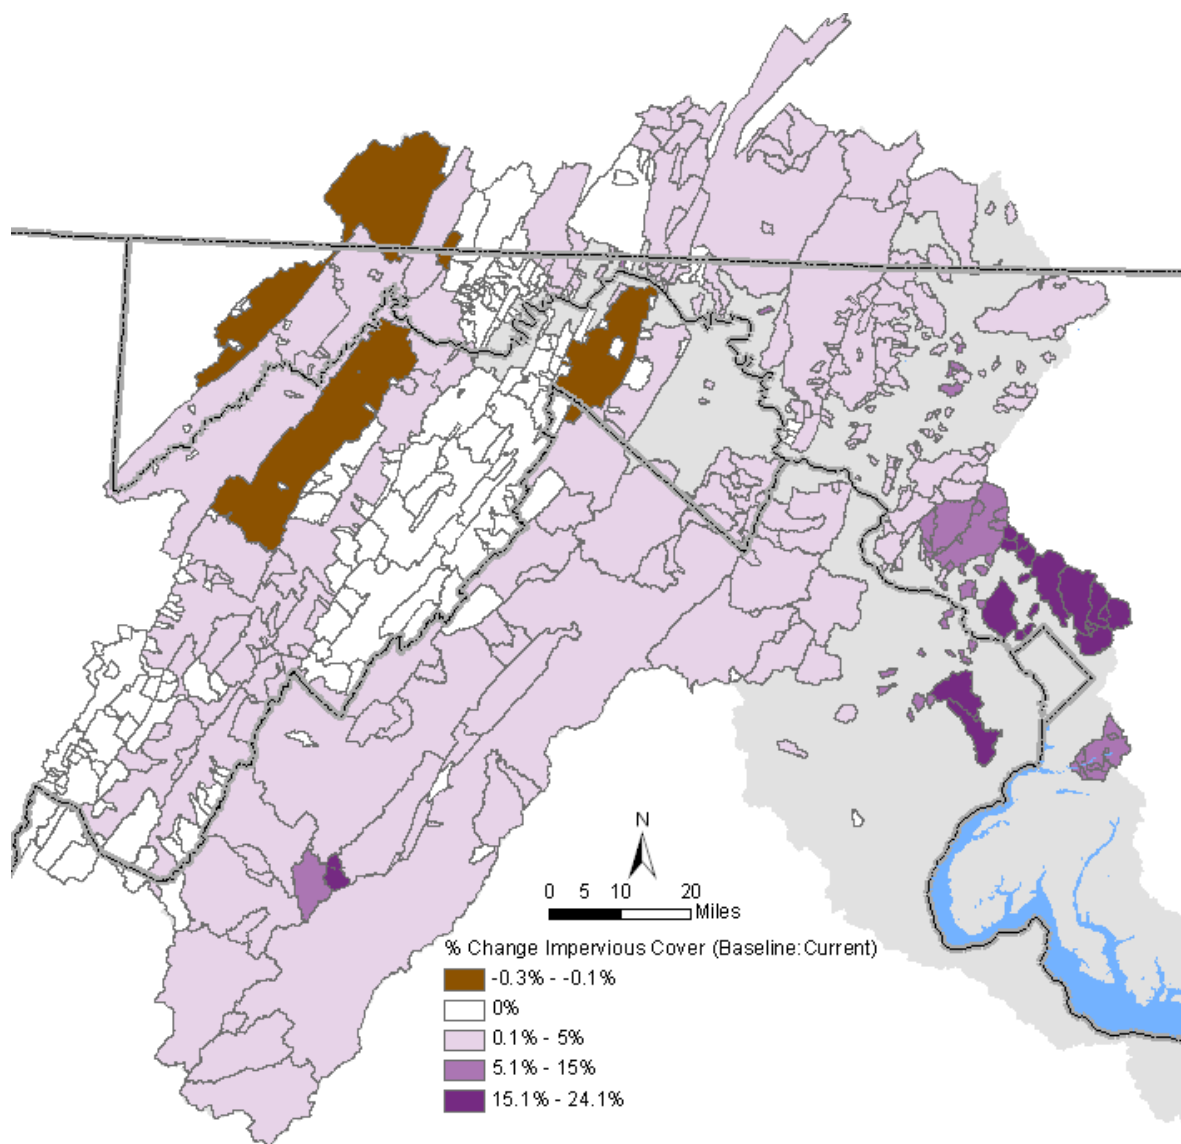 N
0 5 10 20
Miles
% Change Impervious Cover (Baseline:Current)
-0.3% - -0.1%
0%
0.1% - 5%
5.1% - 15%
15.1% - 24.1%